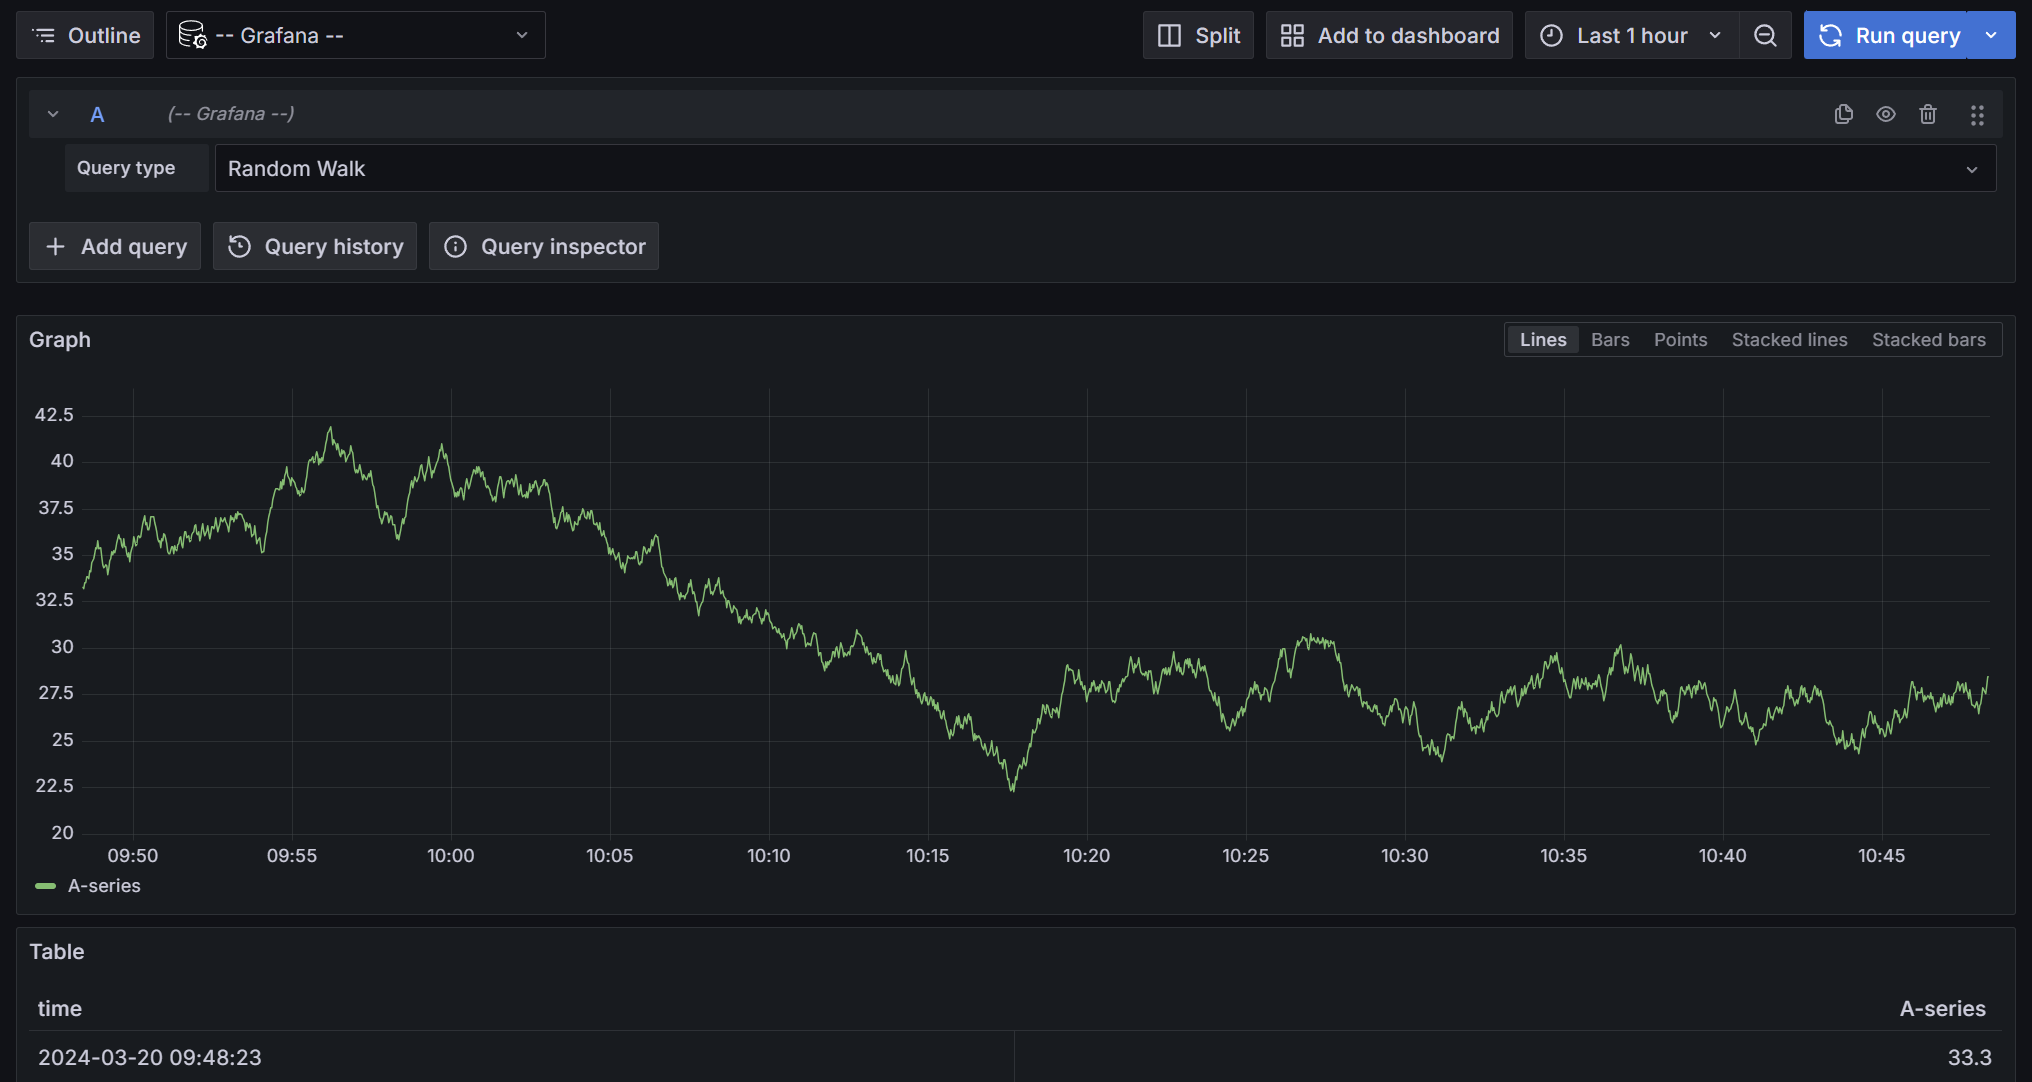 Outline
-- Grafana --
Split
Add to dashboard
Last 1 hour
Run query
A
(-- Grafana --)
Query type
Random Walk
Add query
Query history
Query inspector
Graph
Lines
Bars
Points
Stacked lines
Stacked bars
42.5
40
37.5
35
32.5
30
27.5
25
22.5
20
09:50
09:55
10:00
10:05
10:10
10:15
10:20
10:25
10:30
10:35
10:40
10:45
A-series
Table
time
A-series
2024-03-20 09:48:23
33.3